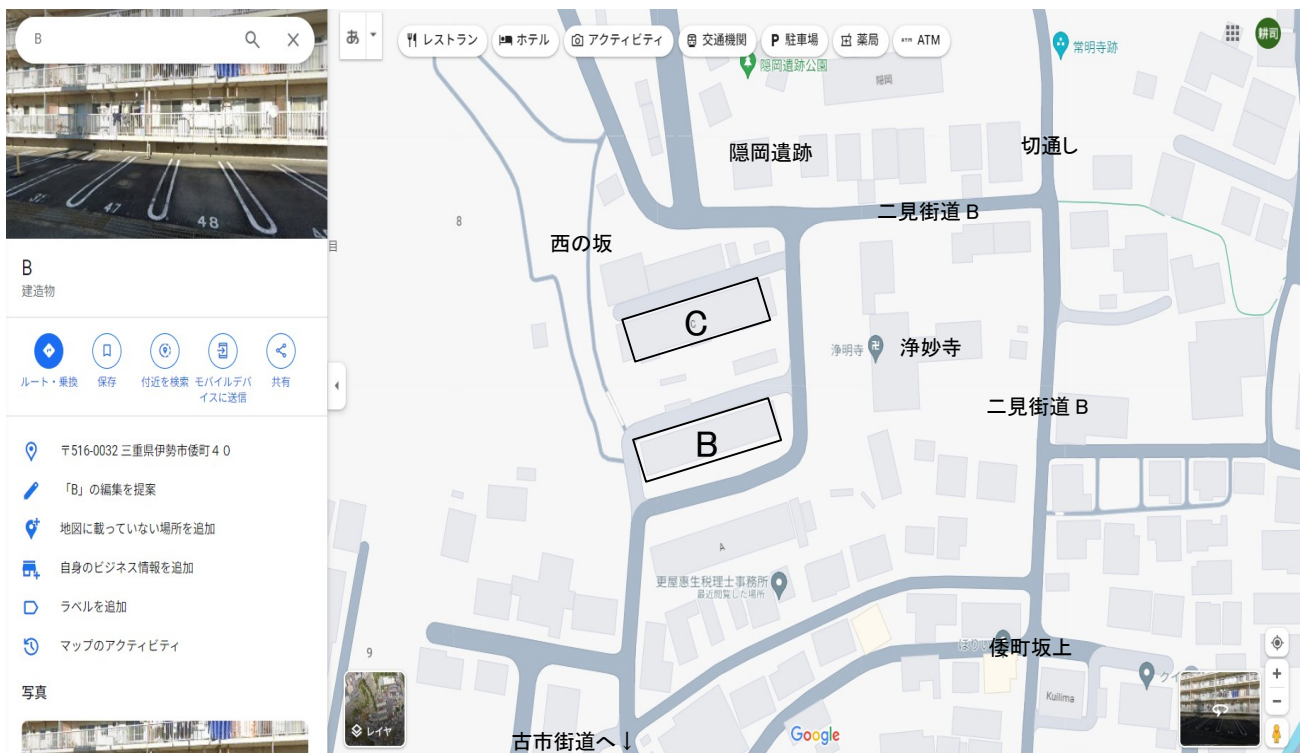 B
あ
レストラン
ホテル
アクティビティ
交通機関
P 駐車場
薬局
ATM ATM
耕司
47
48
B
建造物
ルート・乗換
保存
付近を検索
モバイルデバ
イスに送信
共有
〒516-0032 三重県伊勢市倭町４０
「B」の編集を提案
地図に載っていない場所を追加
自身のビジネス情報を追加
ラベルを追加
マップのアクティビティ
写真
目
8
9
隠岡遺跡公園
隠岡
常明寺跡
隠岡遺跡
切通し
二見街道 B
西の坂
C
C
浄明寺
卍
浄妙寺
二見街道 B
B
A
更屋恵生税理士事務所
最近閲覧した場所
倭町坂上
Kuilima
レイヤ
古市街道へ↓
Google